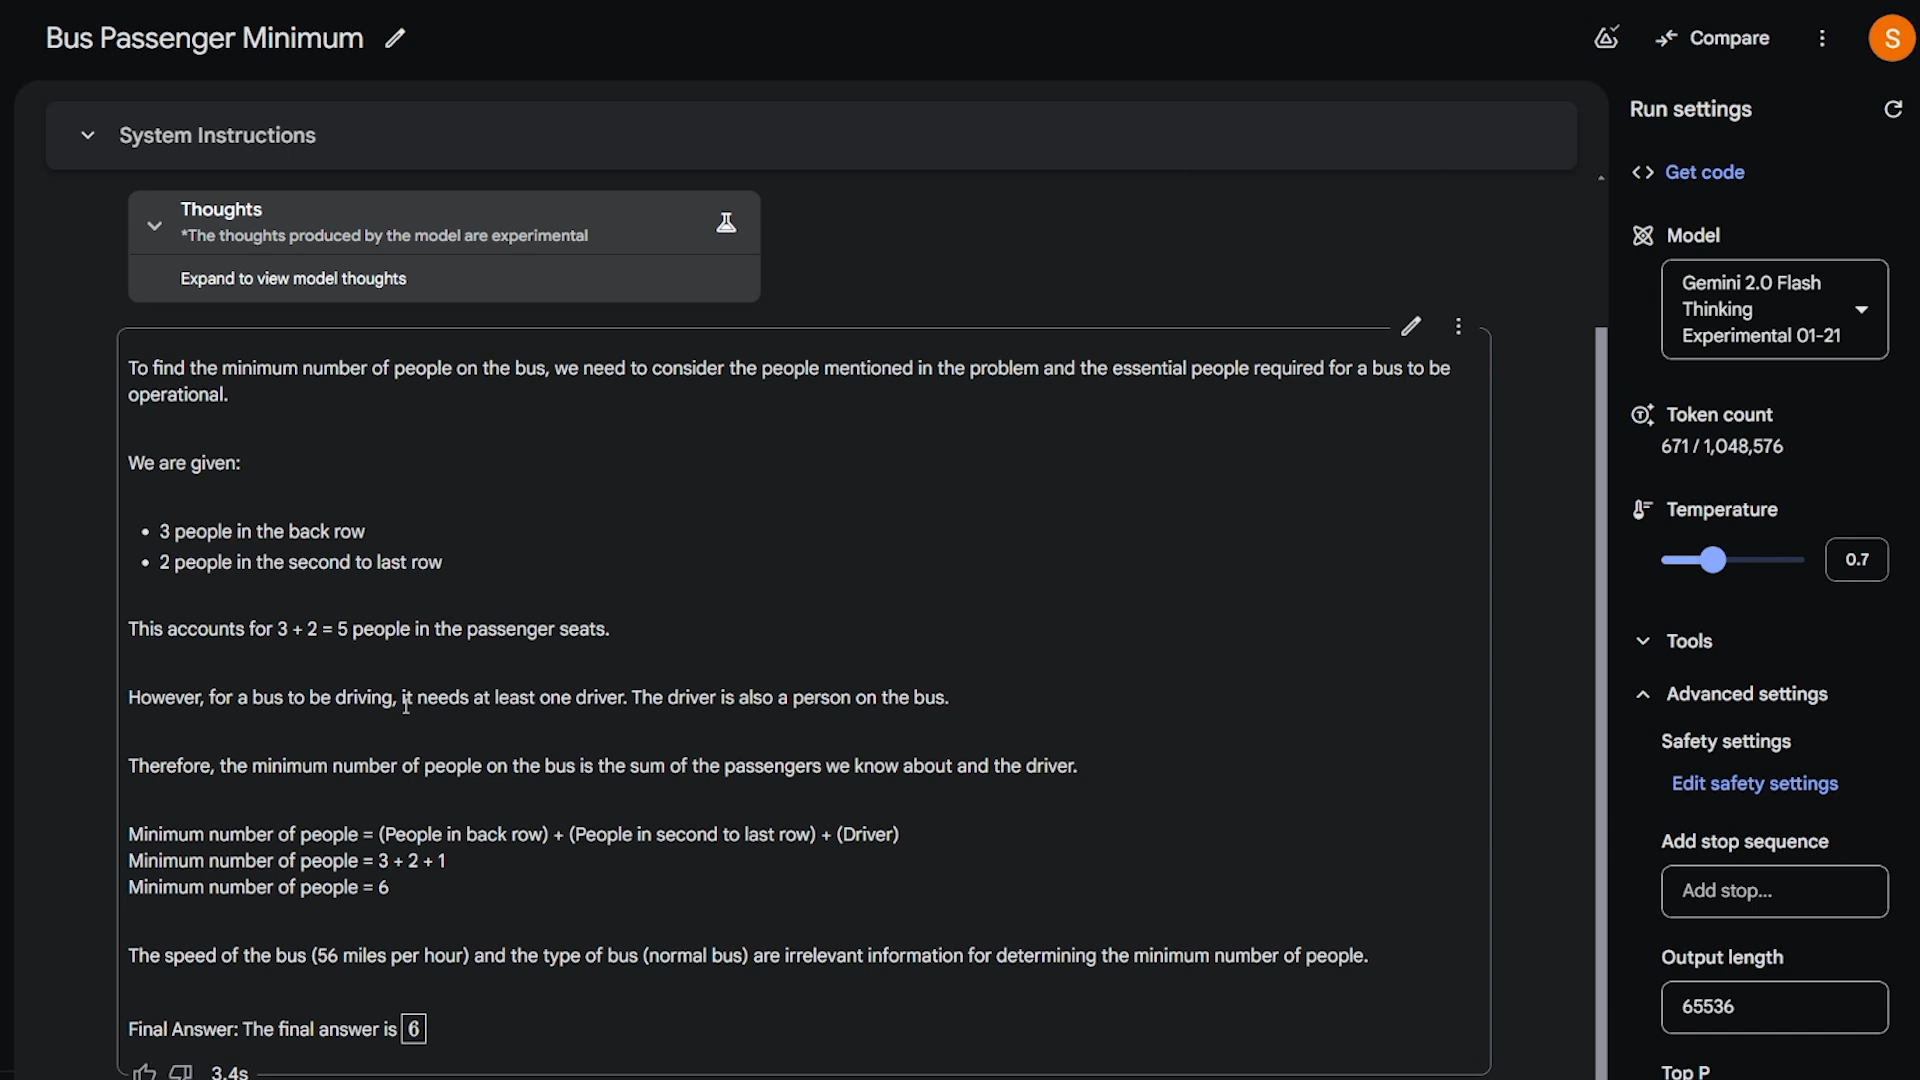 Bus Passenger Minimum
Compare
S
System Instructions
Thoughts
*The thoughts produced by the model are experimental
Expand to view model thoughts
To find the minimum number of people on the bus, we need to consider the people mentioned in the problem and the essential people required for a bus to be
operational.
We are given:
• 3 people in the back row
• 2 people in the second to last row
This accounts for 3 + 2 = 5 people in the passenger seats.
However, for a bus to be driving, it needs at least one driver. The driver is also a person on the bus.
Therefore, the minimum number of people on the bus is the sum of the passengers we know about and the driver.
Minimum number of people = (People in back row) + (People in second to last row) + (Driver)
Minimum number of people = 3 + 2 + 1
Minimum number of people = 6
The speed of the bus (56 miles per hour) and the type of bus (normal bus) are irrelevant information for determining the minimum number of people.
Final Answer: The final answer is 6
3.4s
Run settings
Get code
Model
Gemini 2.0 Flash
Thinking
Experimental 01-21
Token count
671 / 1,048,576
Temperature
0.7
Tools
Advanced settings
Safety settings
Edit safety settings
Add stop sequence
Add stop...
Output length
65536
Top P